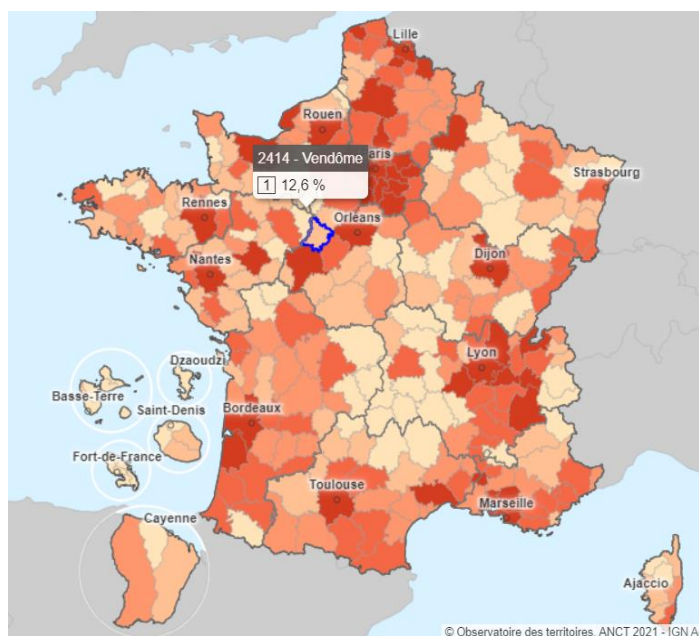 Lille
Rouen
2414 - Vendôme
aris
1 12,6 %
Strasbourg
Rennes
Orléans
Nantes
Dijon
Lyon
Dzaoudzi
Basse-Terre
Saint-Denis
Bordeaux
Fort-de-France
Toulouse
Marseille
Cayenne
Ajaccio
© Observatoire des territoires, ANCT 2021 - IGN A